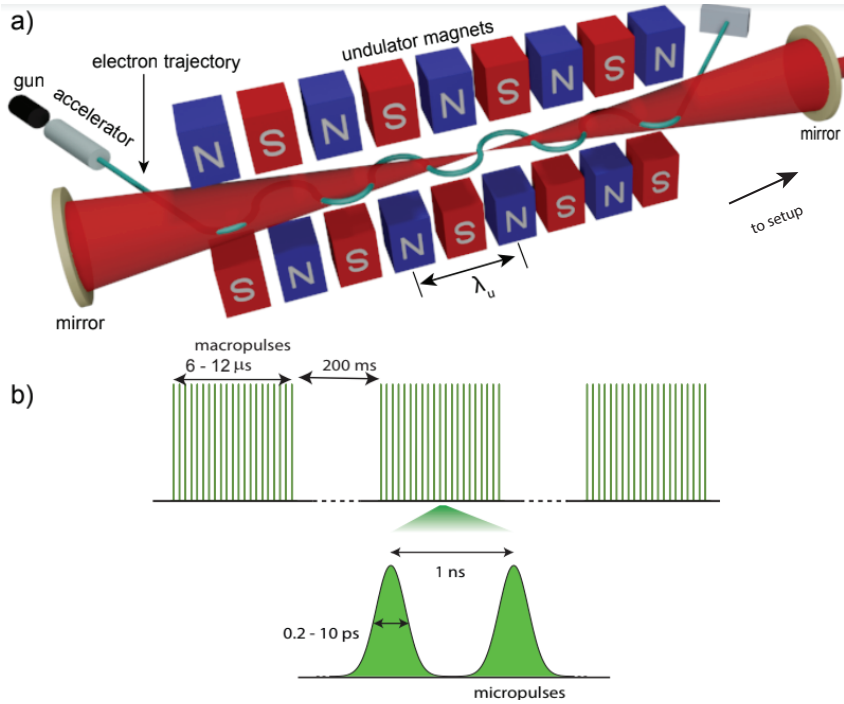 a)
undulator magnets
electron trajectory
gun
accelerator
N S N S N S N S N
mirror
S N S N S N S N S
to setup
λu
mirror
b)
macropulses
6 - 12 μs
200 ms
1 ns
0.2 - 10 ps
micropulses